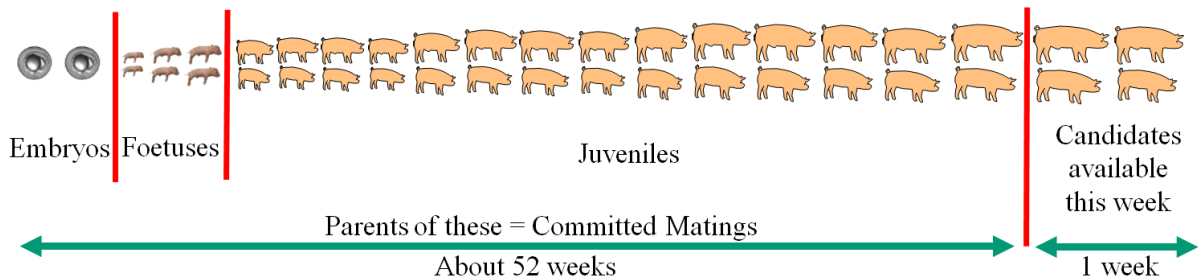 Embryos
Foetuses
Juveniles
Candidates
available
this week
Parents of these = Committed Matings
About 52 weeks
1 week